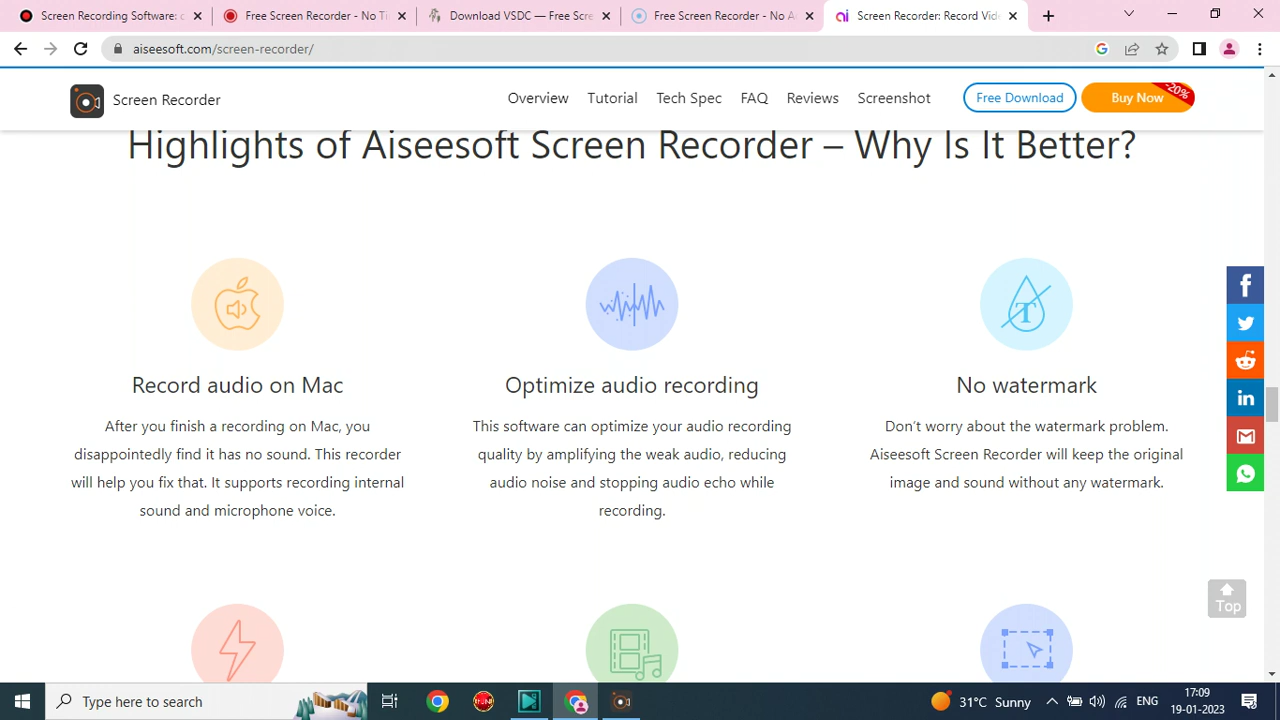 Screen Recording Software:
Free Screen Recorder - No Ti
Download VSDC — Free Scre
Free Screen Recorder - No A
Screen Recorder: Record Vide
aiseesoft.com/screen-recorder/
Screen Recorder
Overview
Tutorial
Tech Spec
FAQ
Reviews
Screenshot
Free Download
Buy Now
-20%
Highlights of Aiseesoft Screen Recorder – Why Is It Better?
T
Record audio on Mac
After you finish a recording on Mac, you
disappointedly find it has no sound. This recorder
will help you fix that. It supports recording internal
sound and microphone voice.
Optimize audio recording
This software can optimize your audio recording
quality by amplifying the weak audio, reducing
audio noise and stopping audio echo while
recording.
No watermark
Don't worry about the watermark problem.
Aiseesoft Screen Recorder will keep the original
image and sound without any watermark.
Top
Type here to search
31°C Sunny
ENG
17:09
19-01-2023